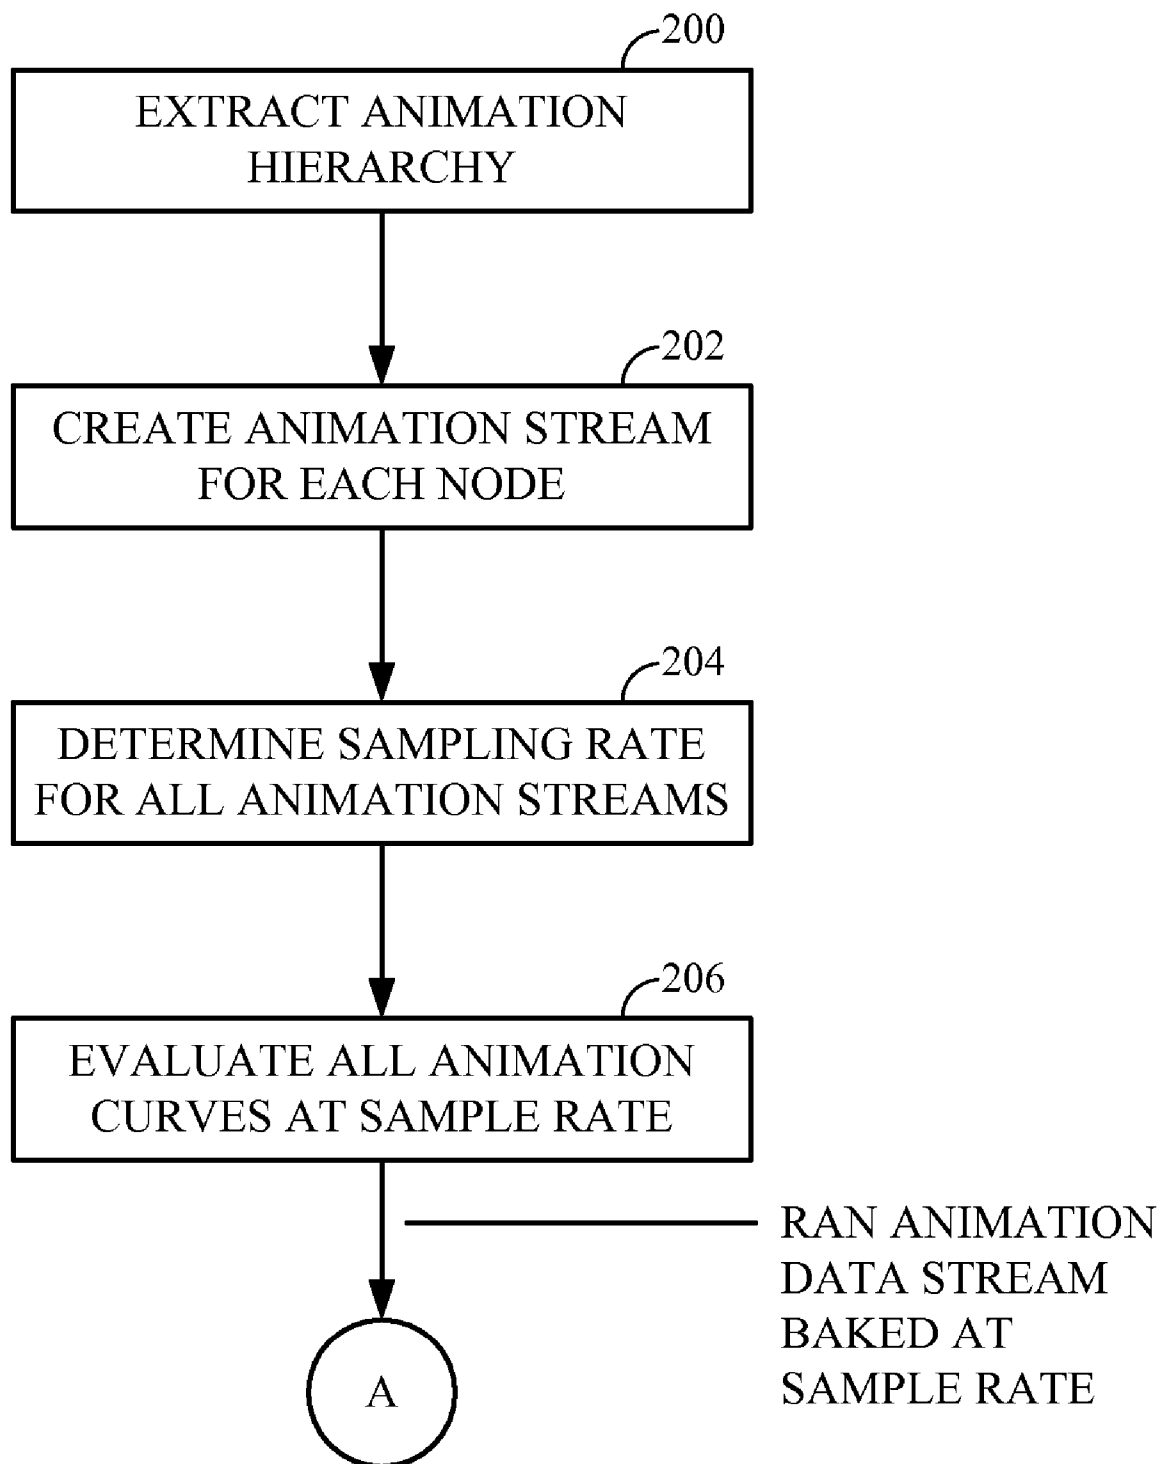 200
EXTRACT ANIMATION
HIERARCHY
202
CREATE ANIMATION STREAM
FOR EACH NODE
204
DETERMINE SAMPLING RATE
FOR ALL ANIMATION STREAMS
206
EVALUATE ALL ANIMATION
CURVES AT SAMPLE RATE
RAN ANIMATION
DATA STREAM
BAKED AT
SAMPLE RATE
A